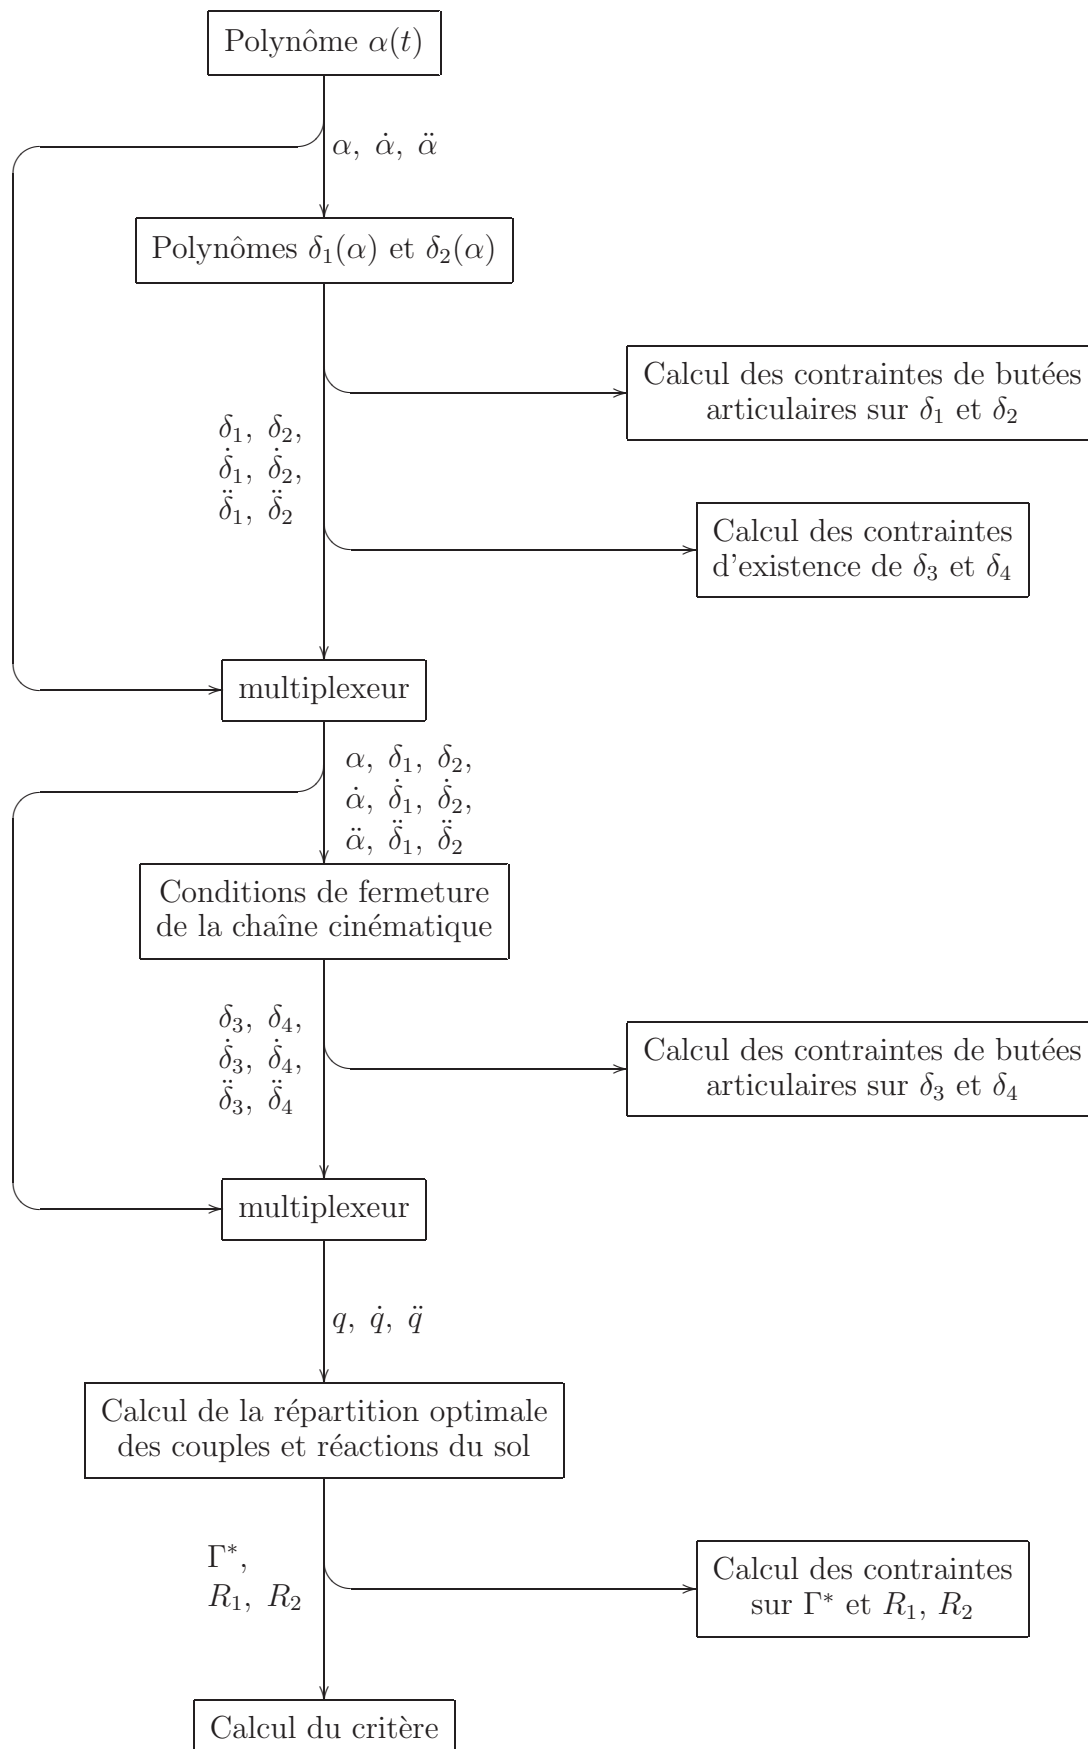 Polynôme α(t)
α, α̇, α̈
Polynômes δ₁(α) et δ₂(α)
Calcul des contraintes de butées
articulaires sur δ₁ et δ₂
δ₁, δ₂,
δ̇₁, δ̇₂,
δ̈₁, δ̈₂
Calcul des contraintes
d'existence de δ₃ et δ₄
multiplexeur
α, δ₁, δ₂,
α̇, δ̇₁, δ̇₂,
α̈, δ̈₁, δ̈₂
Conditions de fermeture
de la chaîne cinématique
δ₃, δ₄,
δ̇₃, δ̇₄,
δ̈₃, δ̈₄
Calcul des contraintes de butées
articulaires sur δ₃ et δ₄
multiplexeur
q, q̇, q̈
Calcul de la répartition optimale
des couples et réactions du sol
Γ*,
R₁, R₂
Calcul des contraintes
sur Γ* et R₁, R₂
Calcul du critère